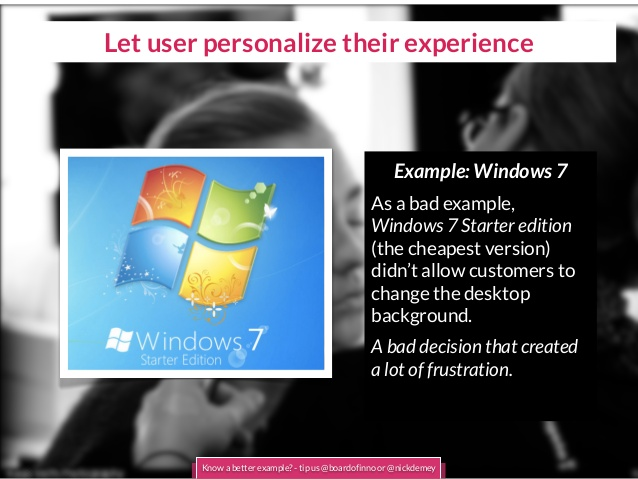 Let user personalize their experience
Windows 7
Starter Edition
Example: Windows 7
As a bad example,
Windows 7 Starter edition
(the cheapest version)
didn't allow customers to
change the desktop
background.
A bad decision that created
a lot of frustration.
Know a better example? - tip us @boardofinno or @nickdemey